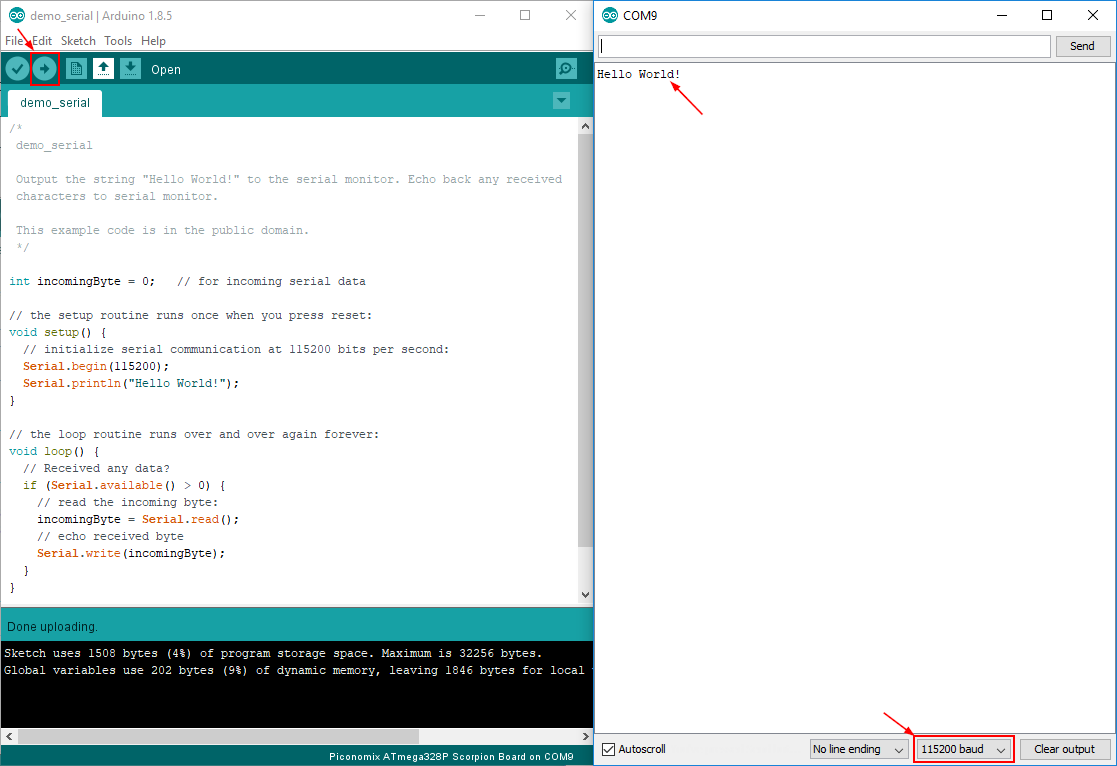 demo_serial | Arduino 1.8.5
File Edit Sketch Tools Help
Open
demo_serial
/*
 demo_serial

 Output the string "Hello World!" to the serial monitor. Echo back any received
 characters to serial monitor.

 This example code is in the public domain.
 */

int incomingByte = 0;   // for incoming serial data

// the setup routine runs once when you press reset:
void setup() {
  // initialize serial communication at 115200 bits per second:
  Serial.begin(115200);
  Serial.println("Hello World!");
}

// the loop routine runs over and over again forever:
void loop() {
  // Received any data?
  if (Serial.available() > 0) {
    // read the incoming byte:
    incomingByte = Serial.read();
    // echo received byte
    Serial.write(incomingByte);
  }
}
Done uploading.
Sketch uses 1508 bytes (4%) of program storage space. Maximum is 32256 bytes.
Global variables use 202 bytes (9%) of dynamic memory, leaving 1846 bytes for local
Piconomix ATmega328P Scorpion Board on COM9
COM9
Send
Hello World!
Autoscroll
No line ending
115200 baud
Clear output